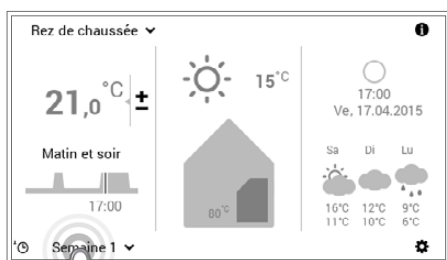 Rez de chaussée
21,0 °C ±
Matin et soir
17:00
Semaine 1
15°C
80°C
17:00
Ve, 17.04.2015
Sa Di Lu
16°C 12°C 9°C
11°C 10°C 6°C